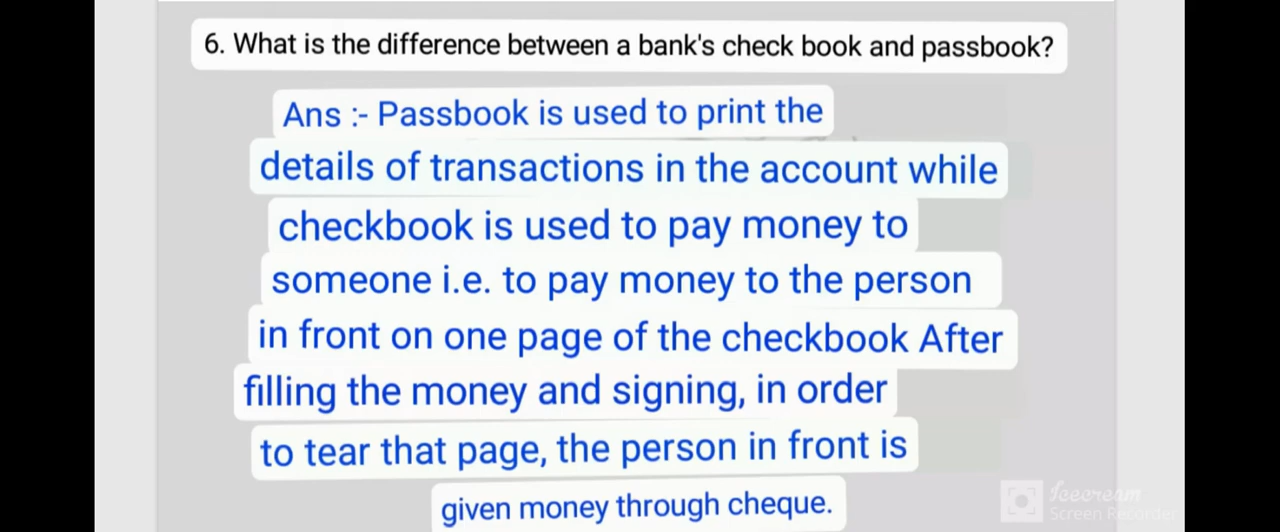 6. What is the difference between a bank's check book and passbook?
Ans :- Passbook is used to print the
details of transactions in the account while
checkbook is used to pay money to
someone i.e. to pay money to the person
in front on one page of the checkbook After
filling the money and signing, in order
to tear that page, the person in front is
given money through cheque.
Icecream
Screen Recorder